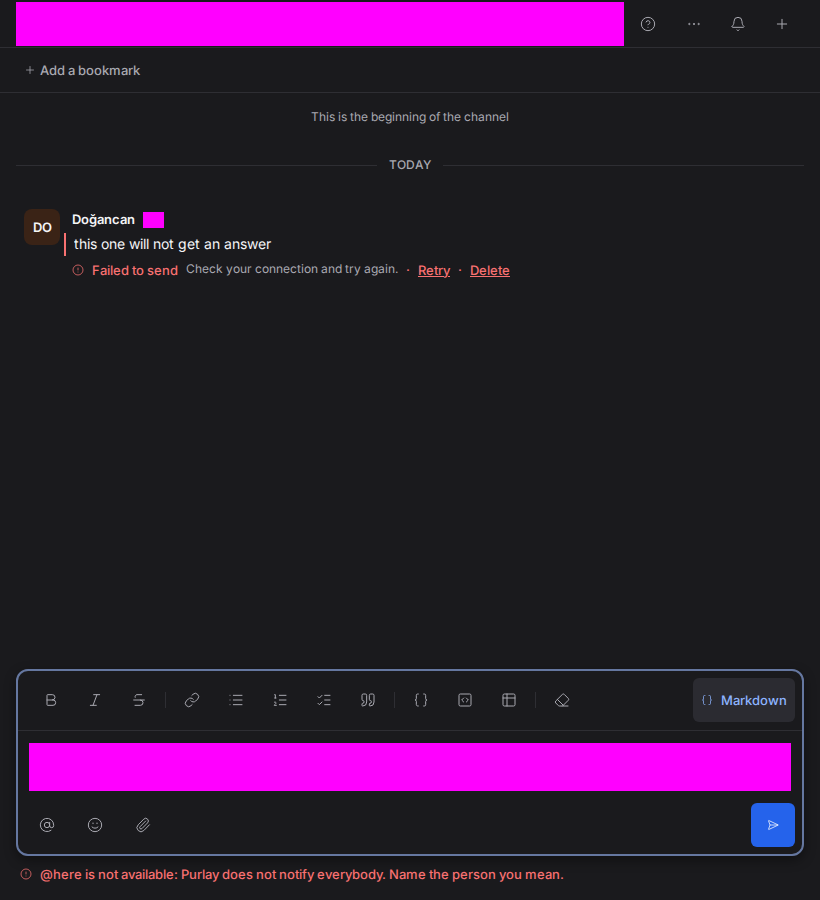 Add a bookmark
This is the beginning of the channel
TODAY
DO
Doğancan
this one will not get an answer
Failed to send Check your connection and try again. · Retry · Delete
Markdown
@here is not available: Purlay does not notify everybody. Name the person you mean.